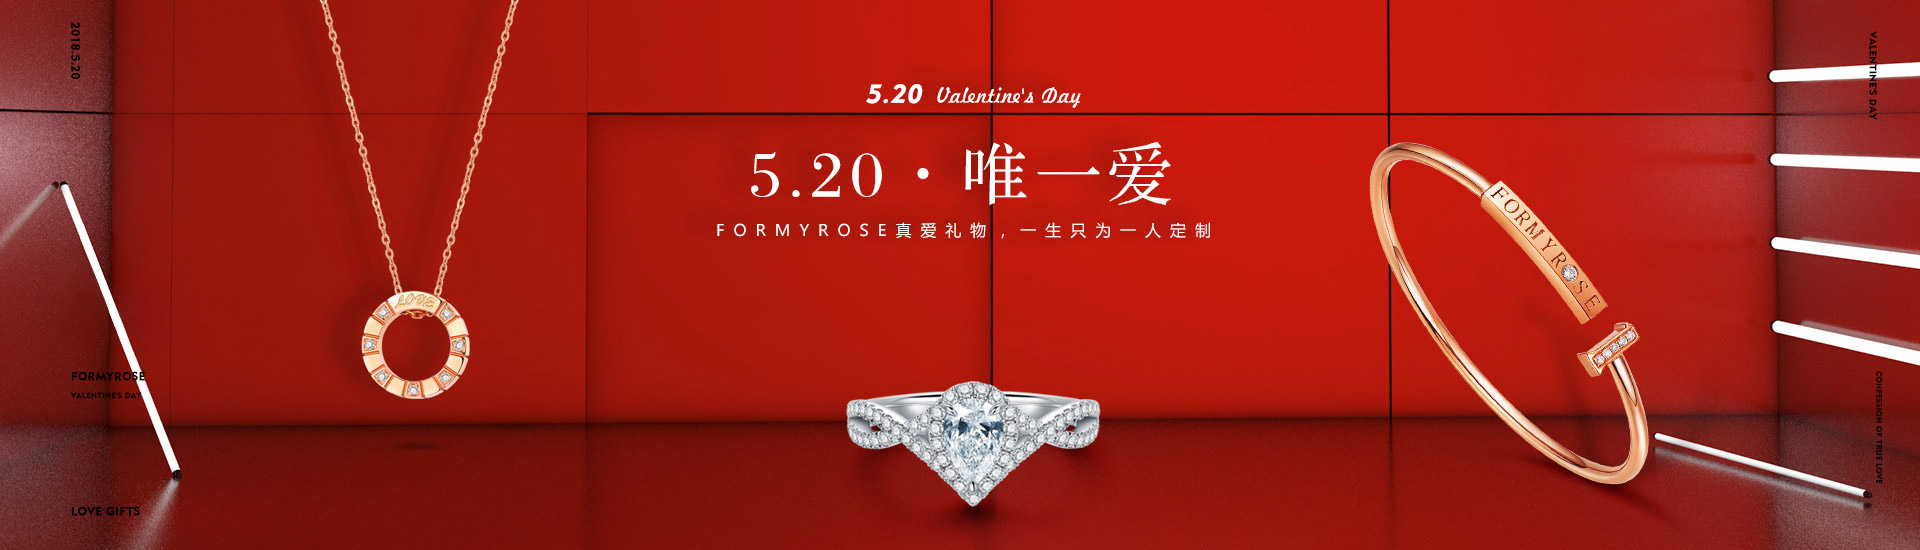 2018.5.20
VALENTINE'S DAY
5.20 Valentine's Day
5.20·唯一爱
FORMYROSE真爱礼物，一生只为一人定制
LOVE
FORMYROSE
FORMYROSE
VALENTINE'S DAY
CONFESSION OF TRUE LOVE
LOVE GIFTS